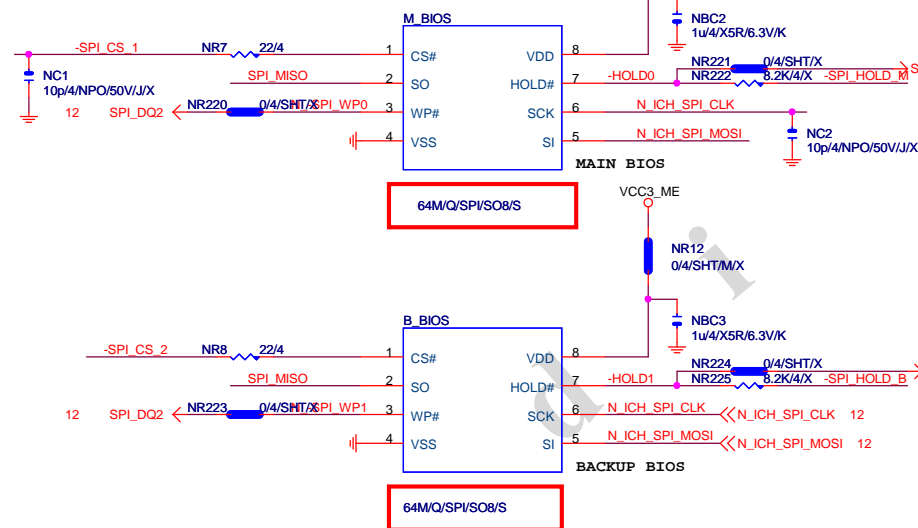 NBC2
1u/4/X5R/6.3V/K
M_BIOS
-SPI_CS_1
NR7 22/4
1 CS#
VDD 8
NR221 0/4/SHT/X
NC1
10p/4/NPO/50V/J/X
SPI_MISO
2 SO
HOLD# 7
-HOLD0
NR222 8.2K/4/X
12 SPI_DQ2
NR220 0/4/SHT/X
3 WP#
SCK 6
N_ICH_SPI_CLK
4 VSS
SI 5
N_ICH_SPI_MOSI
NC2
10p/4/NPO/50V/J/X
MAIN BIOS
64M/Q/SPI/SO8/S
VCC3_ME
NR12
0/4/SHT/M/X
d i
NBC3
1u/4/X5R/6.3V/K
B_BIOS
-SPI_CS_2
NR8 22/4
1 CS#
VDD 8
NR224 0/4/SHT/X
SPI_MISO
2 SO
HOLD# 7
-HOLD1
NR225 8.2K/4/X
-SPI_HOLD_B
12 SPI_DQ2
NR223 0/4/SHT/X
3 WP#
SCK 6
N_ICH_SPI_CLK
N_ICH_SPI_CLK 12
4 VSS
SI 5
N_ICH_SPI_MOSI
N_ICH_SPI_MOSI 12
BACKUP BIOS
64M/Q/SPI/SO8/S